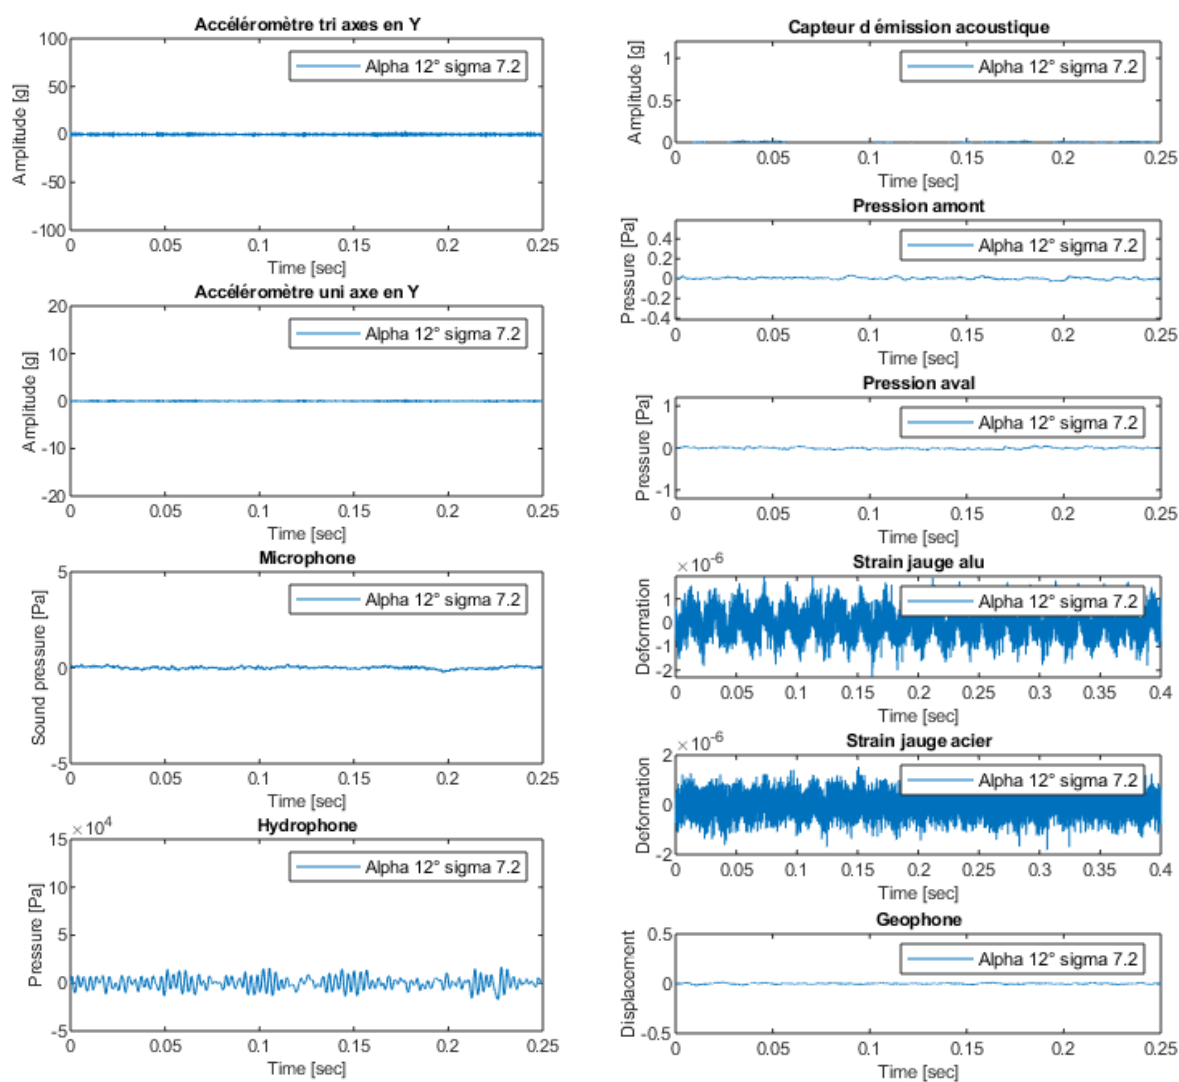 Accéléromètre tri axes en Y
100
50
0
-50
-100
Amplitude [g]
Alpha 12° sigma 7.2
0 0.05 0.1 0.15 0.2 0.25
Time [sec]
Accéléromètre uni axe en Y
20
10
0
-10
-20
Amplitude [g]
Alpha 12° sigma 7.2
0 0.05 0.1 0.15 0.2 0.25
Time [sec]
Microphone
5
0
-5
Sound pressure [Pa]
Alpha 12° sigma 7.2
0 0.05 0.1 0.15 0.2 0.25
Time [sec]
Hydrophone
×10⁴
15
10
5
0
-5
Pressure [Pa]
Alpha 12° sigma 7.2
0 0.05 0.1 0.15 0.2 0.25
Time [sec]
Capteur d émission acoustique
1
0.5
0
Amplitude [g]
Alpha 12° sigma 7.2
0 0.05 0.1 0.15 0.2 0.25
Time [sec]
Pression amont
0.4
0.2
0
-0.2
-0.4
Pressure [Pa]
Alpha 12° sigma 7.2
0 0.05 0.1 0.15 0.2 0.25
Time [sec]
Pression aval
1
0
-1
Pressure [Pa]
Alpha 12° sigma 7.2
0 0.05 0.1 0.15 0.2 0.25
Time [sec]
Strain jauge alu
×10⁻⁶
1
0
-1
-2
Deformation
Alpha 12° sigma 7.2
0 0.05 0.1 0.15 0.2 0.25 0.3 0.35 0.4
Time [sec]
Strain jauge acier
×10⁻⁶
2
0
-2
Deformation
Alpha 12° sigma 7.2
0 0.05 0.1 0.15 0.2 0.25 0.3 0.35 0.4
Time [sec]
Geophone
0.5
0
-0.5
Displacement
Alpha 12° sigma 7.2
0 0.05 0.1 0.15 0.2 0.25
Time [sec]